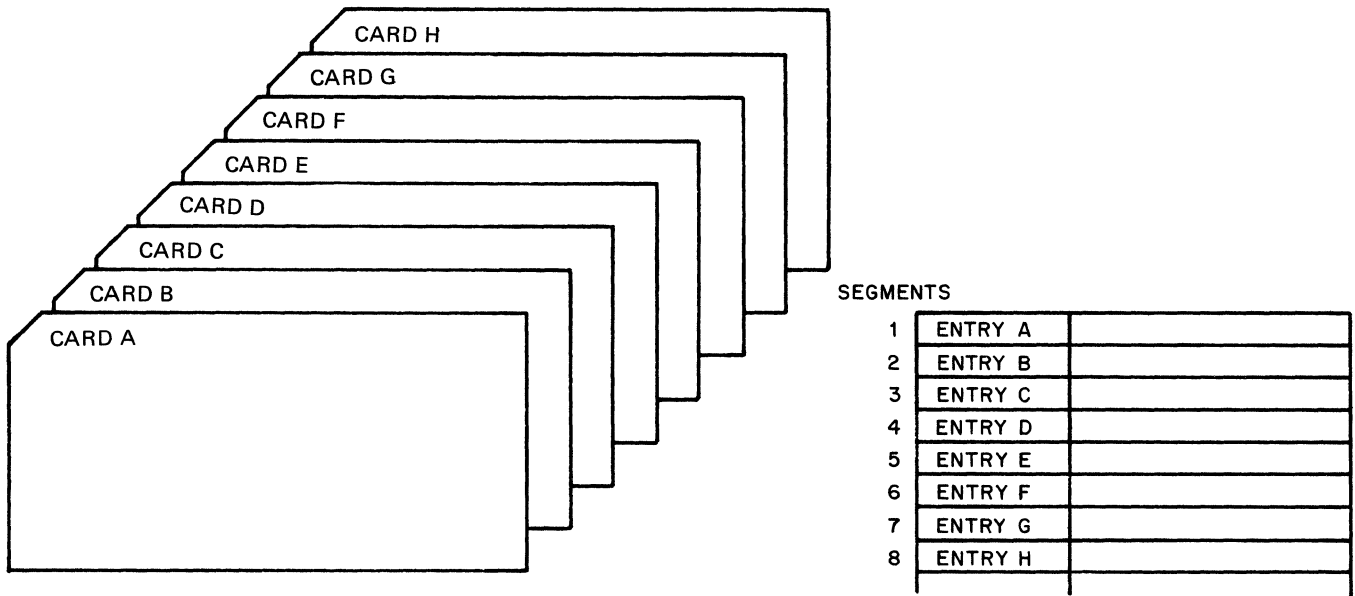 CARD H
CARD G
CARD F
CARD E
CARD D
CARD C
CARD B
CARD A
SEGMENTS
1 ENTRY A
2 ENTRY B
3 ENTRY C
4 ENTRY D
5 ENTRY E
6 ENTRY F
7 ENTRY G
8 ENTRY H